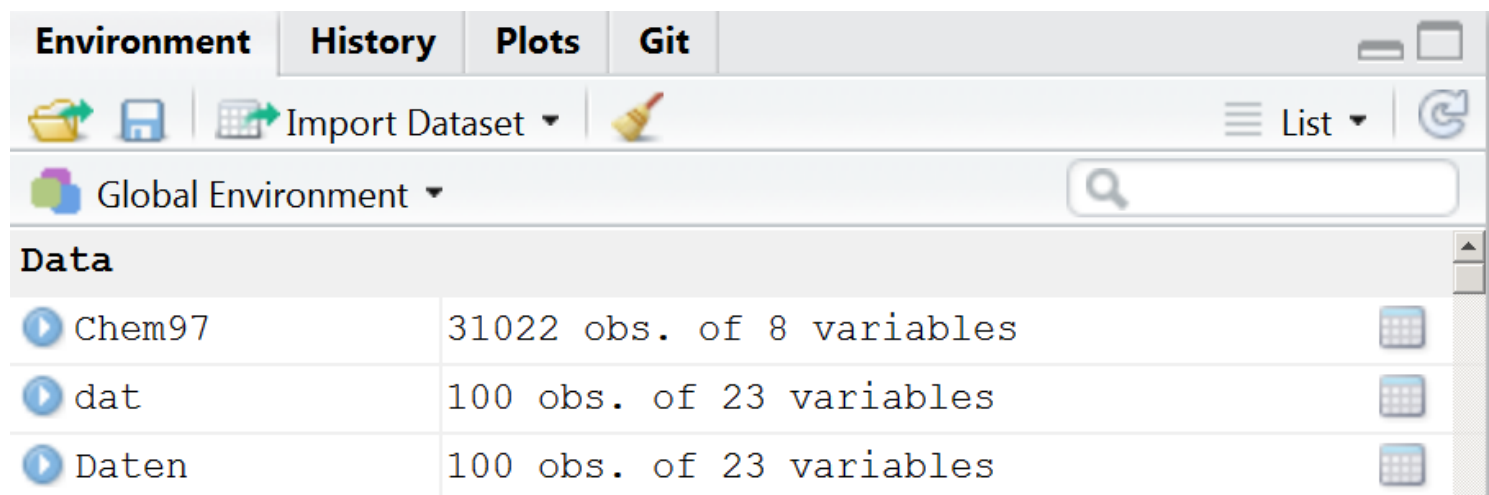 Environment History Plots Git
Import Dataset List
Global Environment
Data
Chem97 31022 obs. of 8 variables
dat 100 obs. of 23 variables
Daten 100 obs. of 23 variables